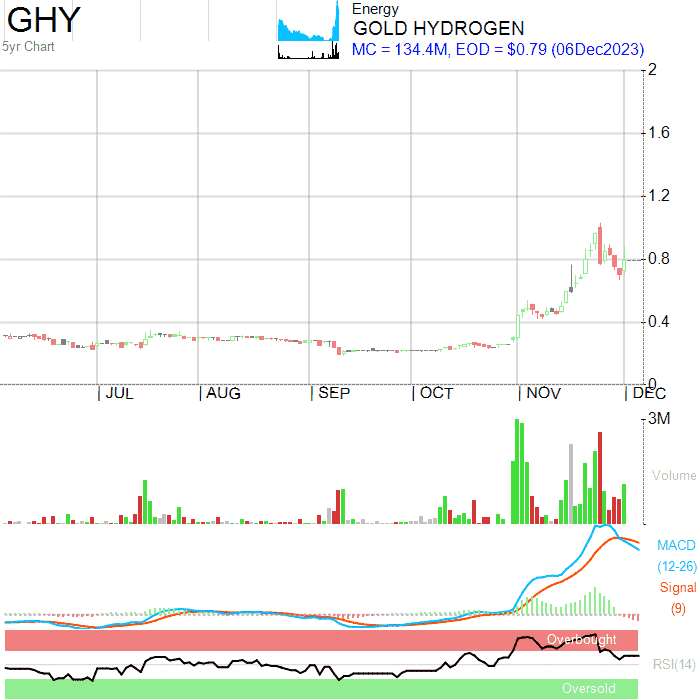 GHY
5yr Chart
Energy
GOLD HYDROGEN
MC = 134.4M, EOD = $0.79 (06Dec2023)
2
1.6
1.2
0.8
0.4
0
JUL AUG SEP OCT NOV DEC
3M
Volume
MACD
(12-26)
Signal
(9)
Overbought
RSI(14)
Oversold